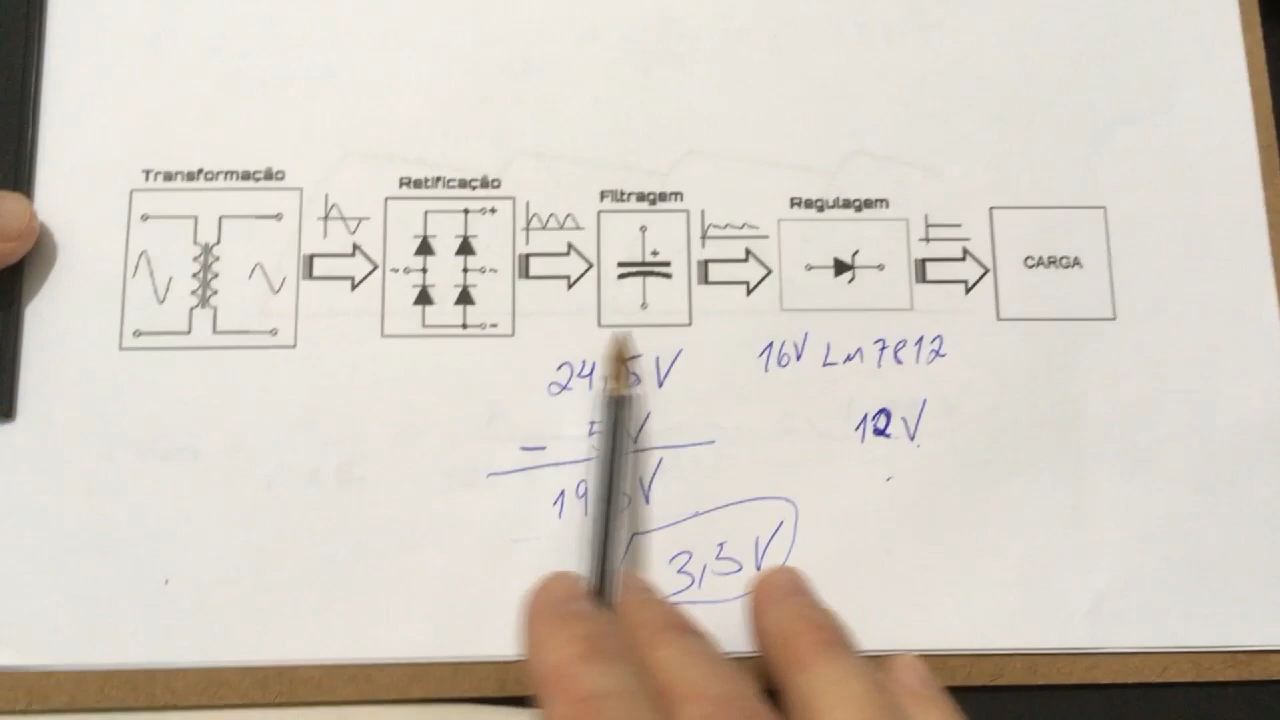 Transformação
Retificação
Filtragem
Regulagem
CARGA
16V Lm7812
12V
3,5V